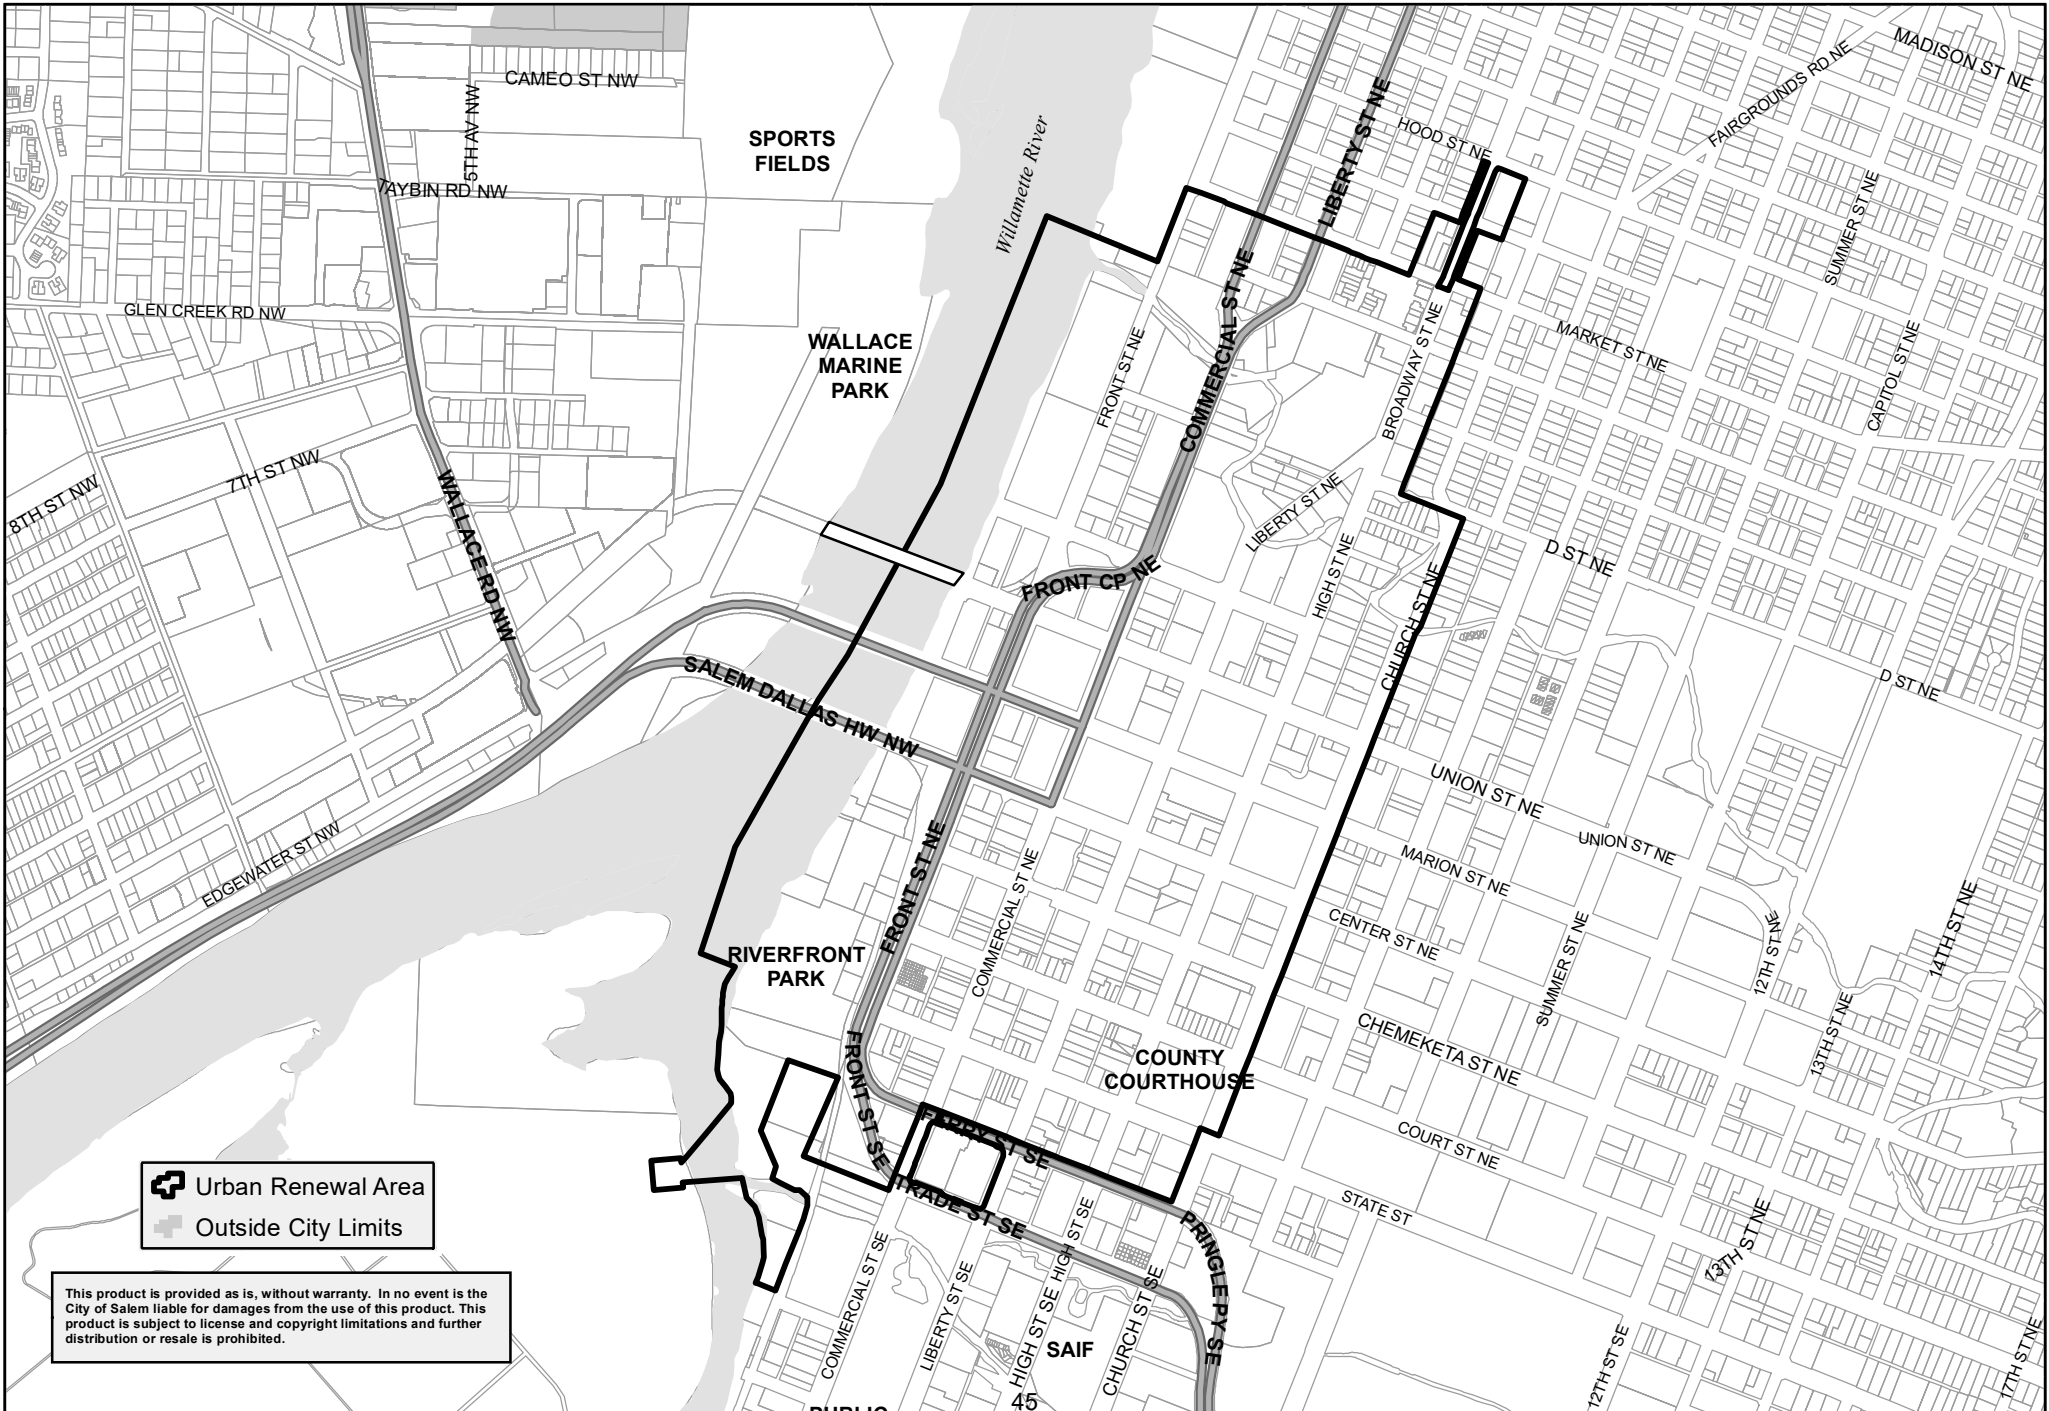 MADISON ST NE
FAIRGROUNDS RD NE
CAMEO ST NW
5TH AV NW
LIBERTY ST NE
HOOD ST NE
SPORTS
FIELDS
Willamette River
TAYBIN RD NW
SUMMER ST NE
GLEN CREEK RD NW
COMMERCIAL ST NE
WALLACE
MARINE
PARK
FRONT ST NE
BROADWAY ST NE
MARKET ST NE
CAPITOL ST NE
7TH ST NW
8TH ST NW
WALLACE RD NW
LIBERTY ST NE
D ST NE
FRONT CP NE
HIGH ST NE
CHURCH ST NE
SALEM DALLAS HW NW
D ST NE
UNION ST NE
UNION ST NE
MARION ST NE
EDGEWATER ST NW
FRONT ST NE
COMMERCIAL ST NE
CENTER ST NE
SUMMER ST NE
12TH ST NE
14TH ST NE
RIVERFRONT
PARK
13TH ST NE
CHEMEKETA ST NE
COUNTY
COURTHOUSE
FRONT ST SE
FERRY ST SE
COURT ST NE
TRADE ST SE
STATE ST
PRINGLE PY SE
13TH ST NE
Urban Renewal Area
Outside City Limits
COMMERCIAL ST SE
LIBERTY ST SE
HIGH ST SE
HIGH ST SE
CHURCH ST SE
SAIF
12TH ST SE
17TH ST NE
This product is provided as is, without warranty. In no event is the
City of Salem liable for damages from the use of this product. This
product is subject to license and copyright limitations and further
distribution or resale is prohibited.
45
PUBLIC